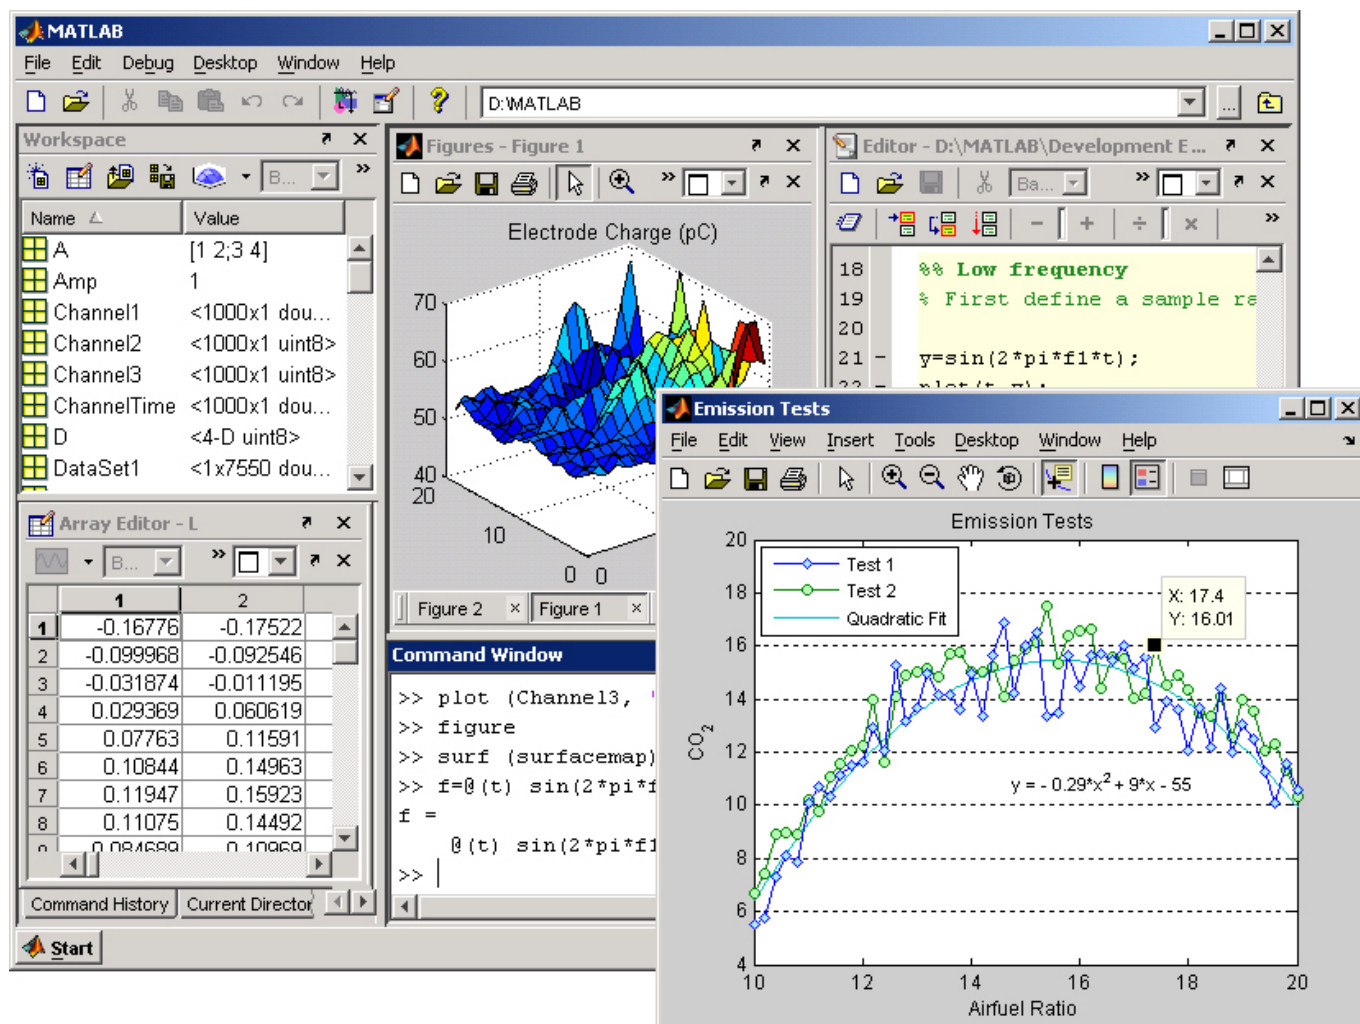 MATLAB
File Edit Debug Desktop Window Help
D:\MATLAB
...
Workspace
B...
Name Value
A [1 2;3 4]
Amp 1
Channel1 <1000x1 dou...
Channel2 <1000x1 uint8>
Channel3 <1000x1 uint8>
ChannelTime <1000x1 dou...
D <4-D uint8>
DataSet1 <1x7550 dou...
Array Editor - L
B...
1 2
1 -0.16776 -0.17522
2 -0.099968 -0.092546
3 -0.031874 -0.011195
4 0.029369 0.060619
5 0.07763 0.11591
6 0.10844 0.14963
7 0.11947 0.15923
8 0.11075 0.14492
0.084689 0.10969
Command History Current Director
Start
Figures - Figure 1
Electrode Charge (pC)
70
60
50
40
20
10
0 0
Figure 2 × Figure 1 ×
Command Window
>> plot (Channel3, '
>> figure
>> surf (surfacemap)
>> f=@(t) sin(2*pi*f
f =
@(t) sin(2*pi*f1
>>
Editor - D:\MATLAB\Development E...
Ba...
18 %% Low frequency
19 % First define a sample ra
20
21 - y=sin(2*pi*f1*t);
22 - plot(t,y);
Emission Tests
File Edit View Insert Tools Desktop Window Help
Emission Tests
Test 1
Test 2
Quadratic Fit
X: 17.4
Y: 16.01
y = - 0.29*x² + 9*x - 55
CO₂
20
18
16
14
12
10
8
6
4
10 12 14 16 18 20
Airfuel Ratio